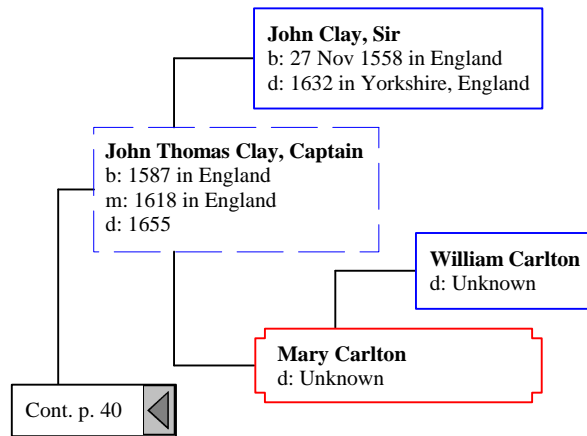 John Clay, Sir
b: 27 Nov 1558 in England
d: 1632 in Yorkshire, England
John Thomas Clay, Captain
b: 1587 in England
m: 1618 in England
d: 1655
William Carlton
d: Unknown
Mary Carlton
d: Unknown
Cont. p. 40